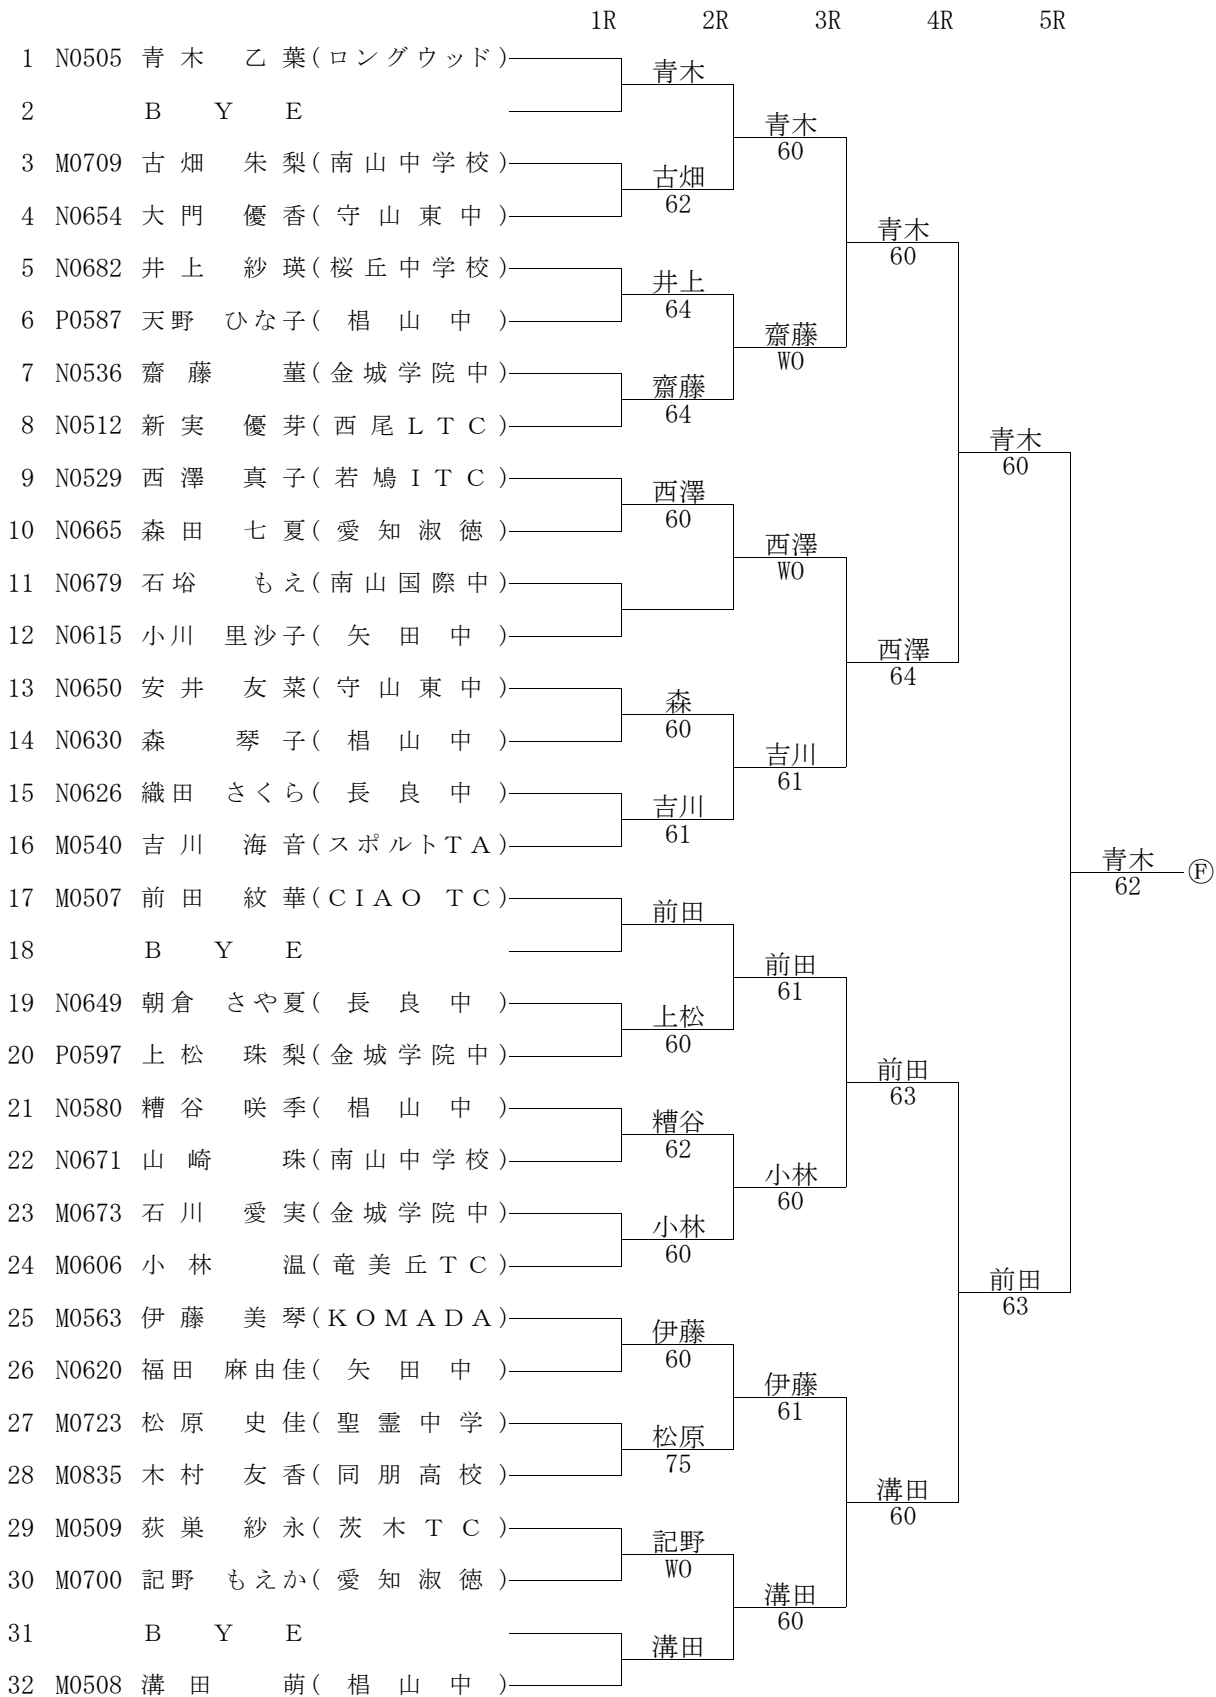 1R 2R 3R 4R 5R
1 N0505 青木 乙葉(ロングウッド)
青木
2 BYE
青木
60
3 M0709 古畑 朱梨(南山中学校)
古畑
62
4 N0654 大門 優香(守山東中)
青木
60
5 N0682 井上 紗瑛(桜丘中学校)
井上
64
6 P0587 天野 ひな子(椙山中)
齋藤
WO
7 N0536 齋藤 菫(金城学院中)
齋藤
64
8 N0512 新実 優芽(西尾LTC)
青木
60
9 N0529 西澤 真子(若鳩ITC)
西澤
60
10 N0665 森田 七夏(愛知淑徳)
西澤
WO
11 N0679 石峪 もえ(南山国際中)
12 N0615 小川 里沙子(矢田中)
西澤
64
13 N0650 安井 友菜(守山東中)
森
60
14 N0630 森 琴子(椙山中)
吉川
61
15 N0626 織田 さくら(長良中)
吉川
61
16 M0540 吉川 海音(スポルトTA)
青木
62
Ⓕ
17 M0507 前田 紋華(CIAO TC)
前田
18 BYE
前田
61
19 N0649 朝倉 さや夏(長良中)
上松
60
20 P0597 上松 珠梨(金城学院中)
前田
63
21 N0580 糟谷 咲季(椙山中)
糟谷
62
22 N0671 山崎 珠(南山中学校)
小林
60
23 M0673 石川 愛実(金城学院中)
小林
60
24 M0606 小林 温(竜美丘TC)
前田
63
25 M0563 伊藤 美琴(KOMADA)
伊藤
60
26 N0620 福田 麻由佳(矢田中)
伊藤
61
27 M0723 松原 史佳(聖霊中学)
松原
75
28 M0835 木村 友香(同朋高校)
溝田
60
29 M0509 荻巣 紗永(茨木TC)
記野
WO
30 M0700 記野 もえか(愛知淑徳)
溝田
60
31 BYE
溝田
32 M0508 溝田 萌(椙山中)